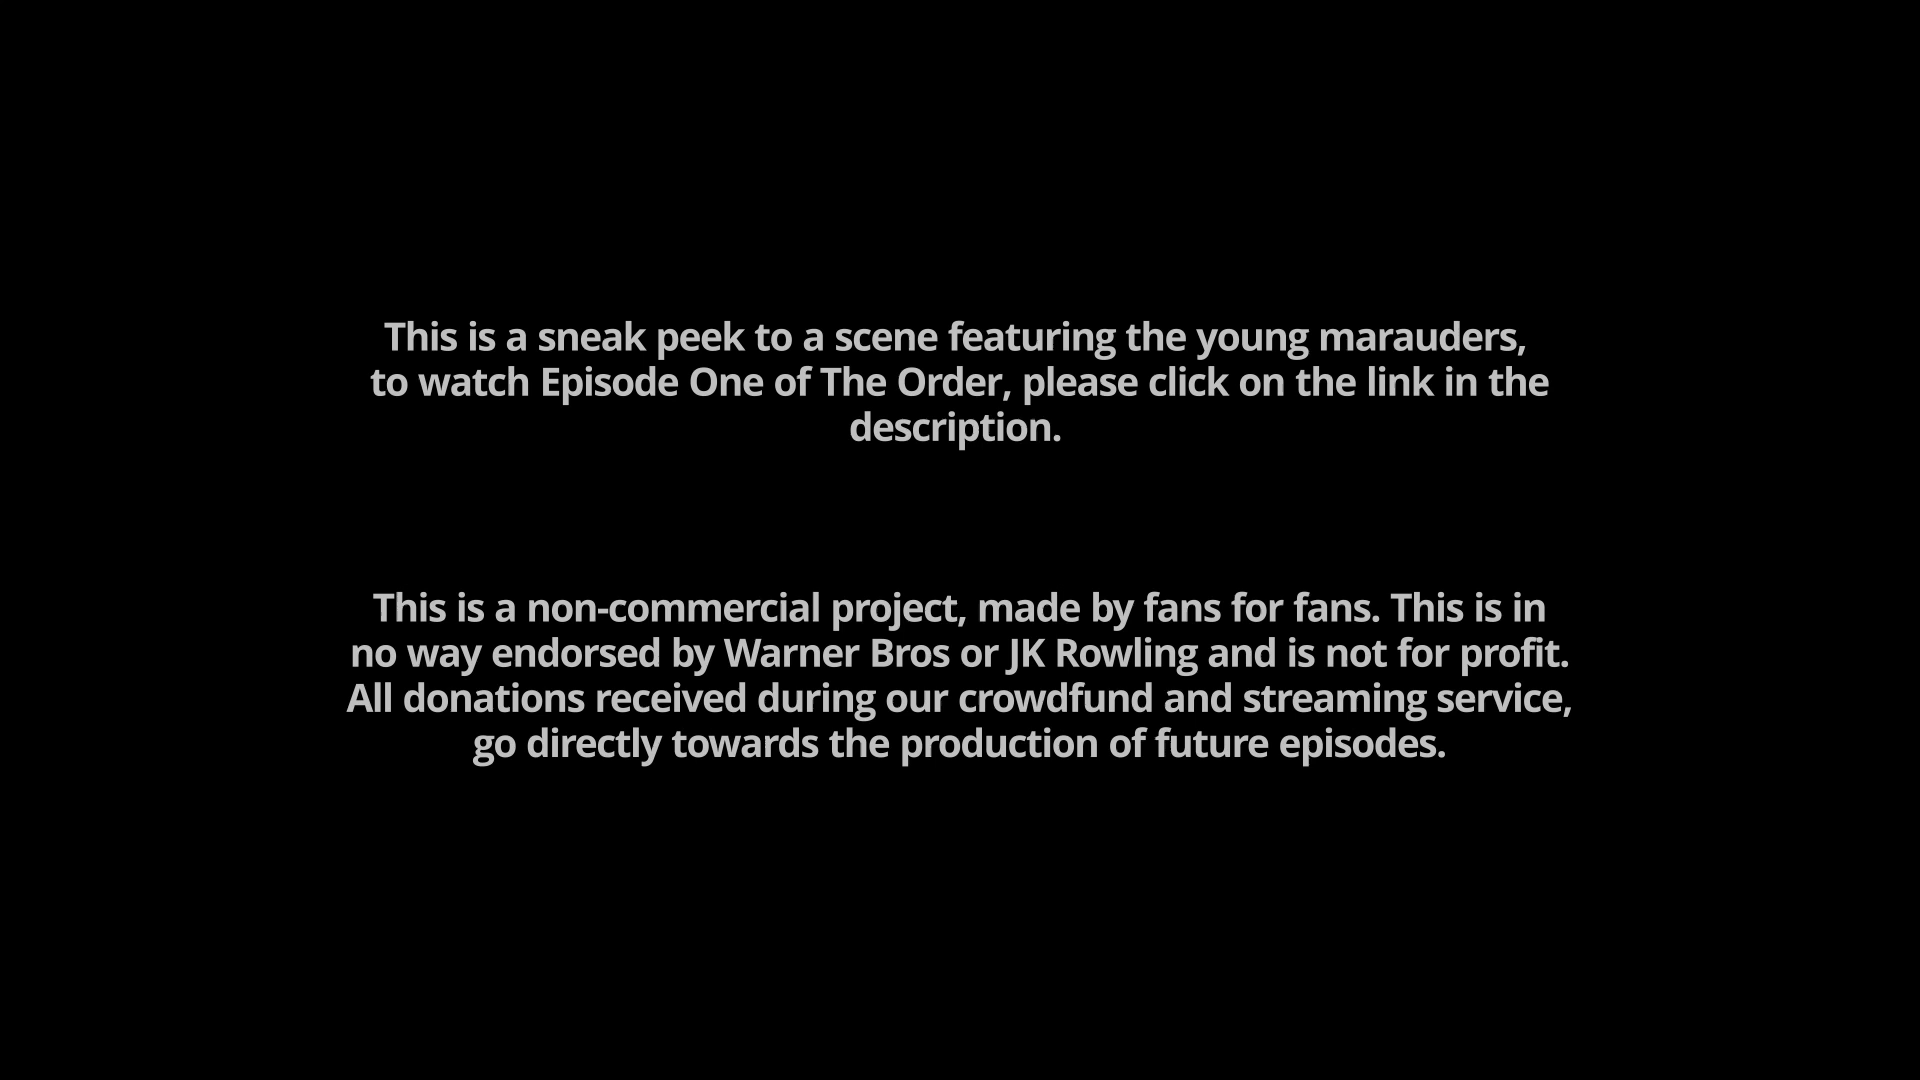 This is a sneak peek to a scene featuring the young marauders,
to watch Episode One of The Order, please click on the link in the
description.
This is a non-commercial project, made by fans for fans. This is in
no way endorsed by Warner Bros or JK Rowling and is not for profit.
All donations received during our crowdfund and streaming service,
go directly towards the production of future episodes.